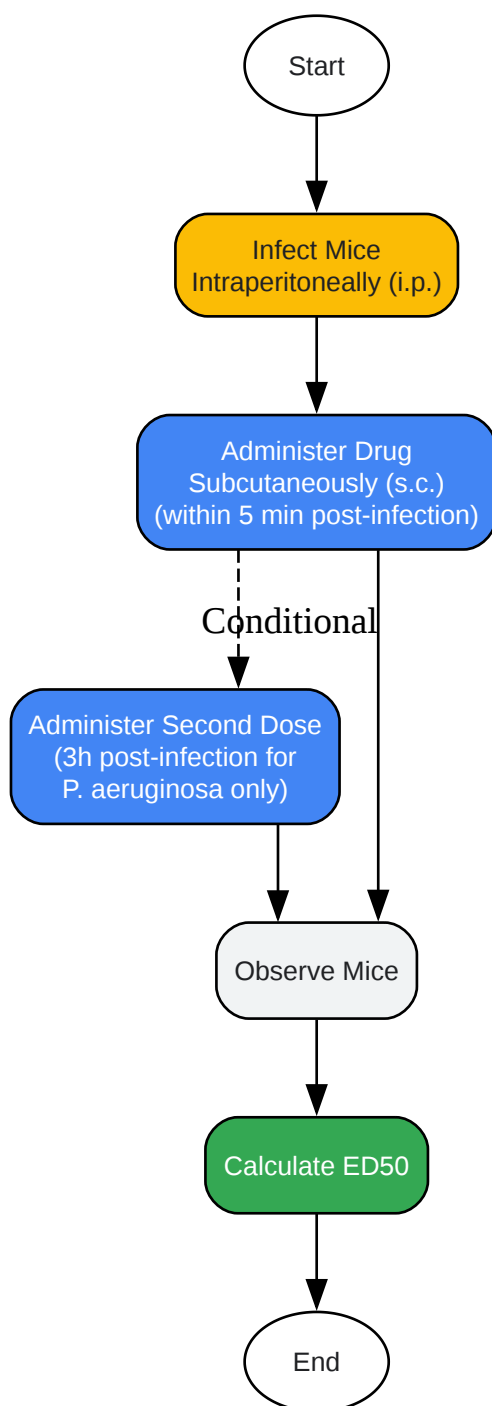 Start
Infect Mice
Intraperitoneally (i.p.)
Administer Drug
Subcutaneously (s.c.)
(within 5 min post-infection)
Conditional
Administer Second Dose
(3h post-infection for
P. aeruginosa only)
Observe Mice
Calculate ED50
End